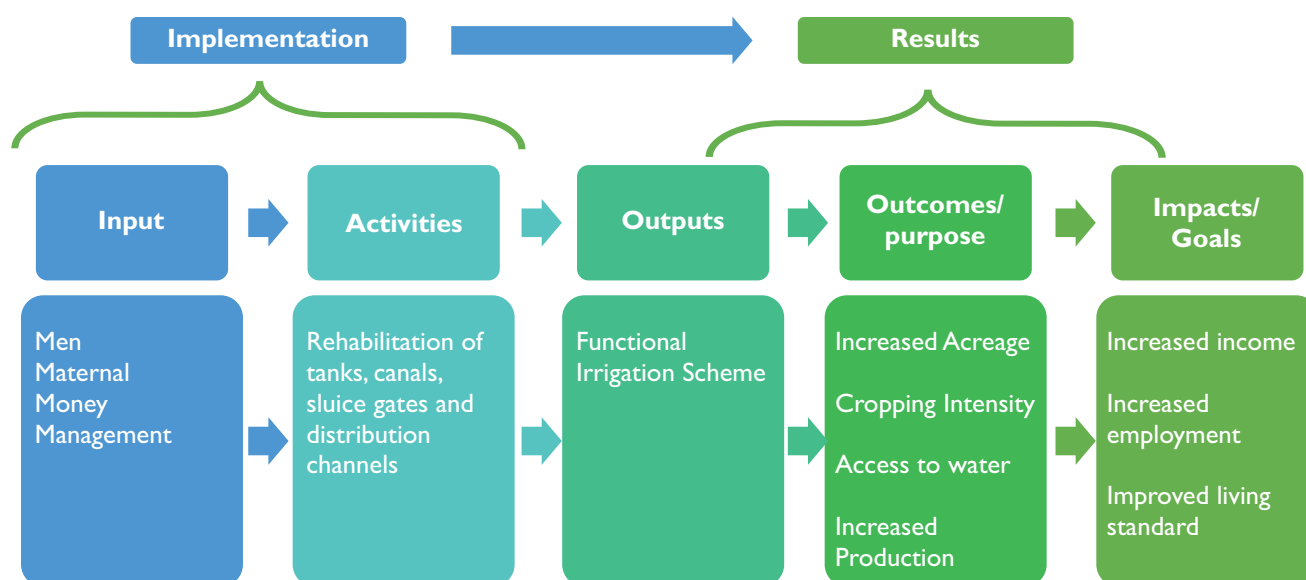 Implementation
Results
Input
Activities
Outputs
Outcomes/
purpose
Impacts/
Goals
Men
Maternal
Money
Management
Rehabilitation of
tanks, canals,
sluice gates and
distribution
channels
Functional
Irrigation Scheme
Increased Acreage
Cropping Intensity
Access to water
Increased
Production
Increased income
Increased
employment
Improved living
standard